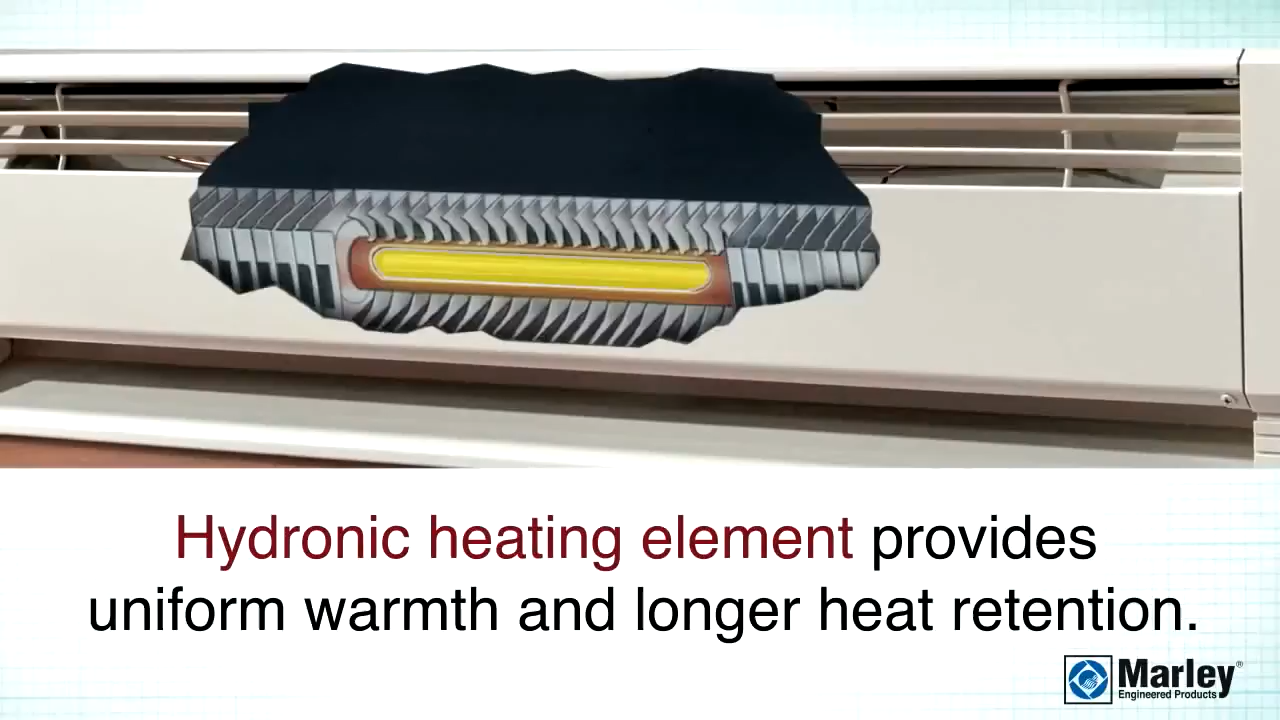 Hydronic heating element provides
uniform warmth and longer heat retention.
Marley®
Engineered Products